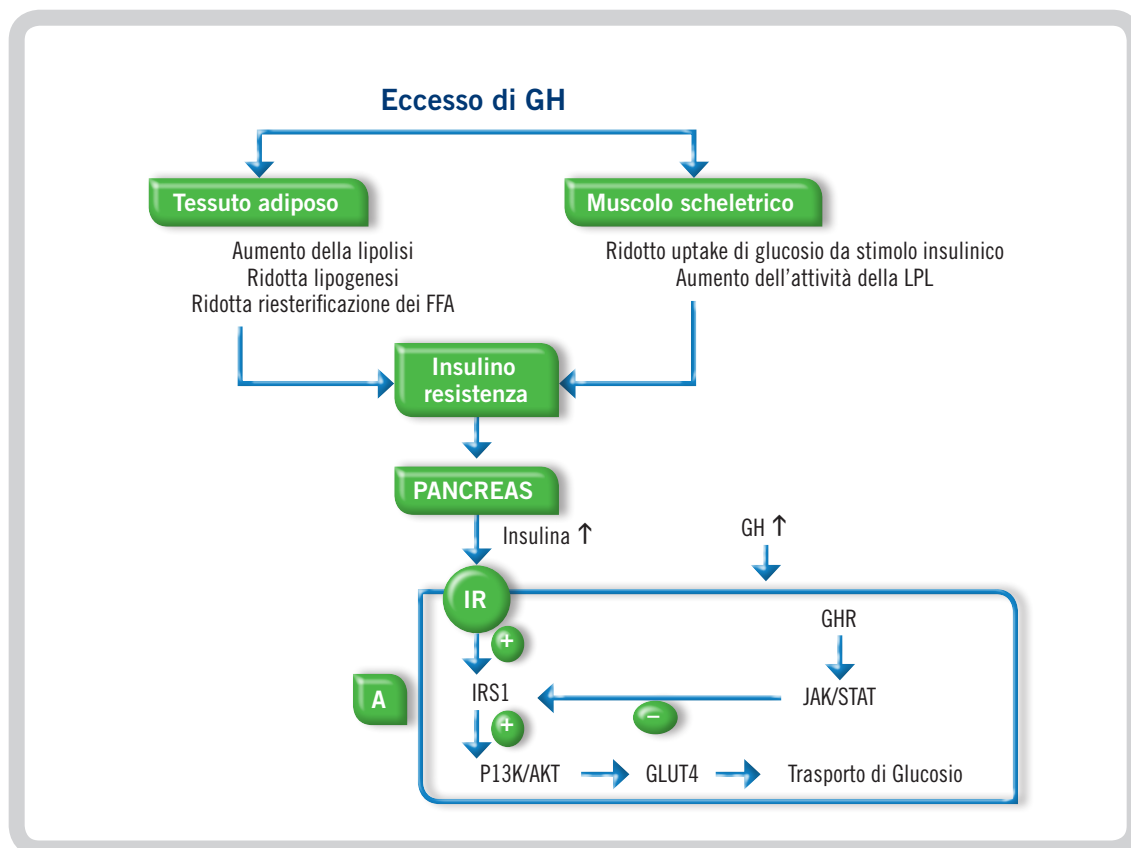 Eccesso di GH
Tessuto adiposo
Aumento della lipolisi
Ridotta lipogenesi
Ridotta riesterificazione dei FFA
Muscolo scheletrico
Ridotto uptake di glucosio da stimolo insulinico
Aumento dell'attività della LPL
Insulino
resistenza
PANCREAS
Insulina ↑
GH ↑
IR
GHR
+
A
IRS1
JAK/STAT
−
+
P13K/AKT
GLUT4
Trasporto di Glucosio